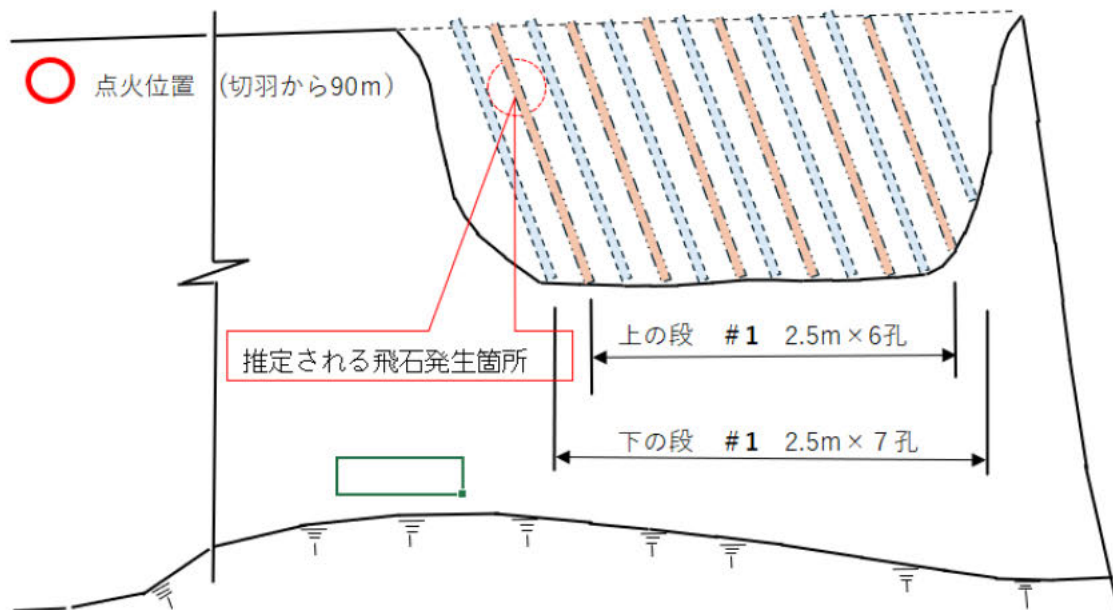 点火位置 (切羽から90m)
推定される飛石発生箇所
上の段 #1 2.5m×6孔
下の段 #1 2.5m×7孔